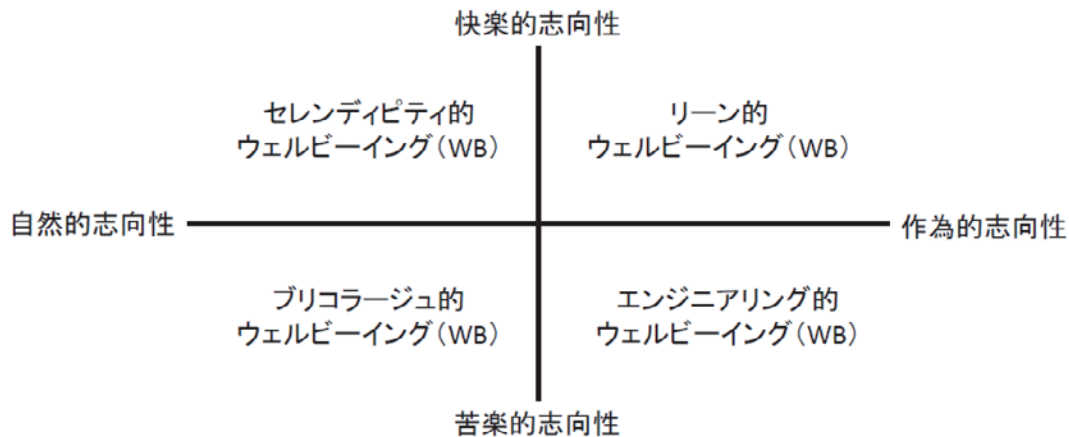 快楽的志向性
セレンディピティ的
ウェルビーイング(WB)
リーン的
ウェルビーイング(WB)
自然的志向性
作為的志向性
ブリコラージュ的
ウェルビーイング(WB)
エンジニアリング的
ウェルビーイング(WB)
苦楽的志向性